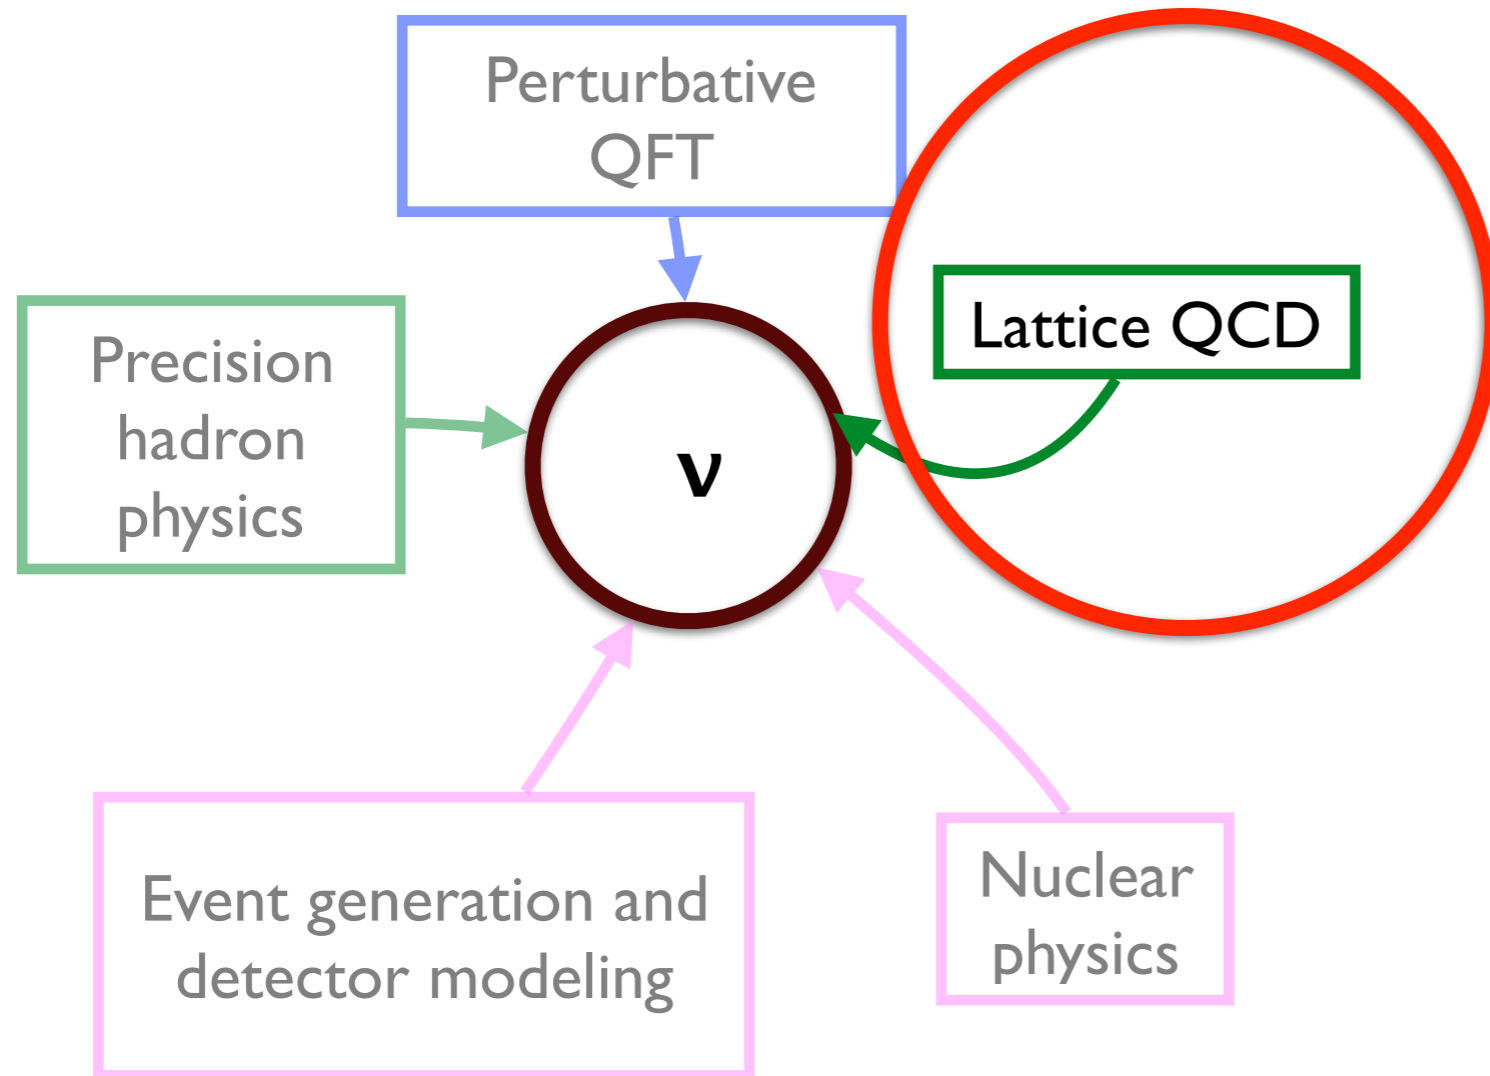 Perturbative
QFT
Lattice QCD
Precision
hadron
physics
ν
Event generation and
detector modeling
Nuclear
physics